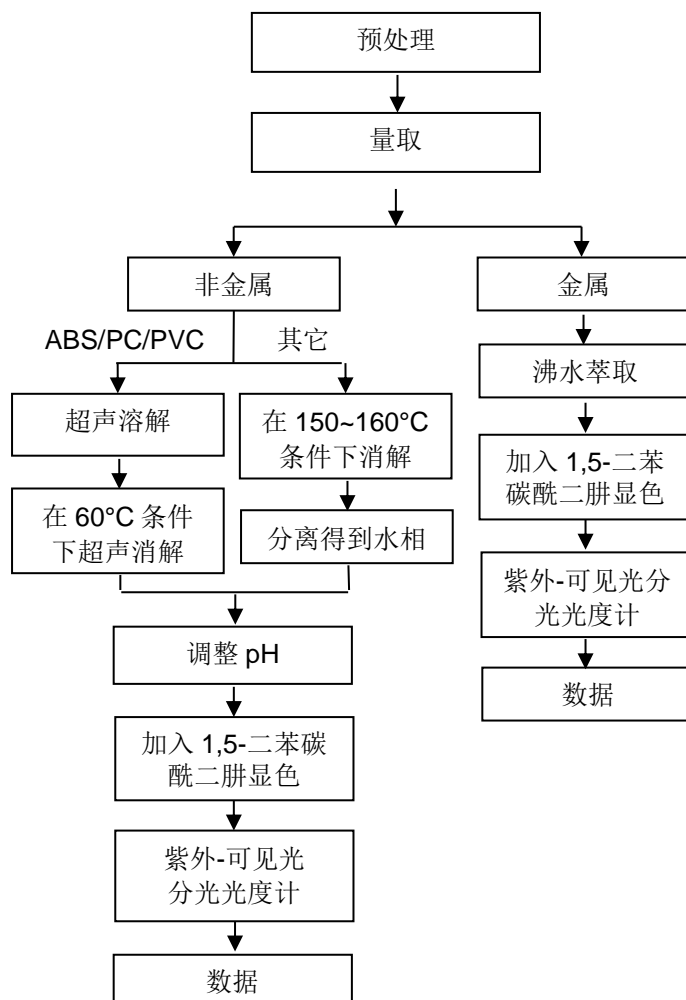 预处理
量取
非金属
金属
ABS/PC/PVC
其它
沸水萃取
超声溶解
在 150~160°C
条件下消解
加入 1,5-二苯
碳酰二肼显色
在 60°C 条件
下超声消解
分离得到水相
紫外-可见光分
光光度计
调整 pH
数据
加入 1,5-二苯碳
酰二肼显色
紫外-可见光
分光光度计
数据